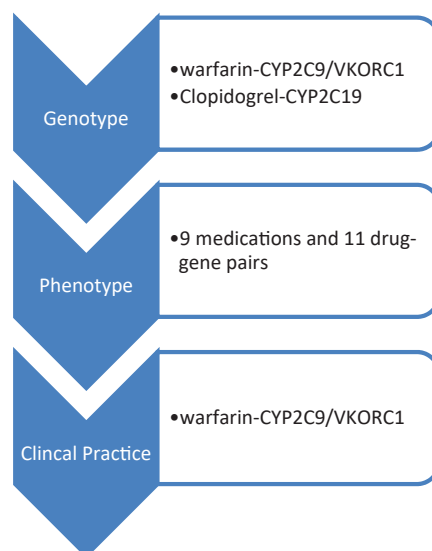 Genotype
•warfarin-CYP2C9/VKORC1
•Clopidogrel-CYP2C19
Phenotype
•9 medications and 11 drug-
gene pairs
Clincal Practice
•warfarin-CYP2C9/VKORC1